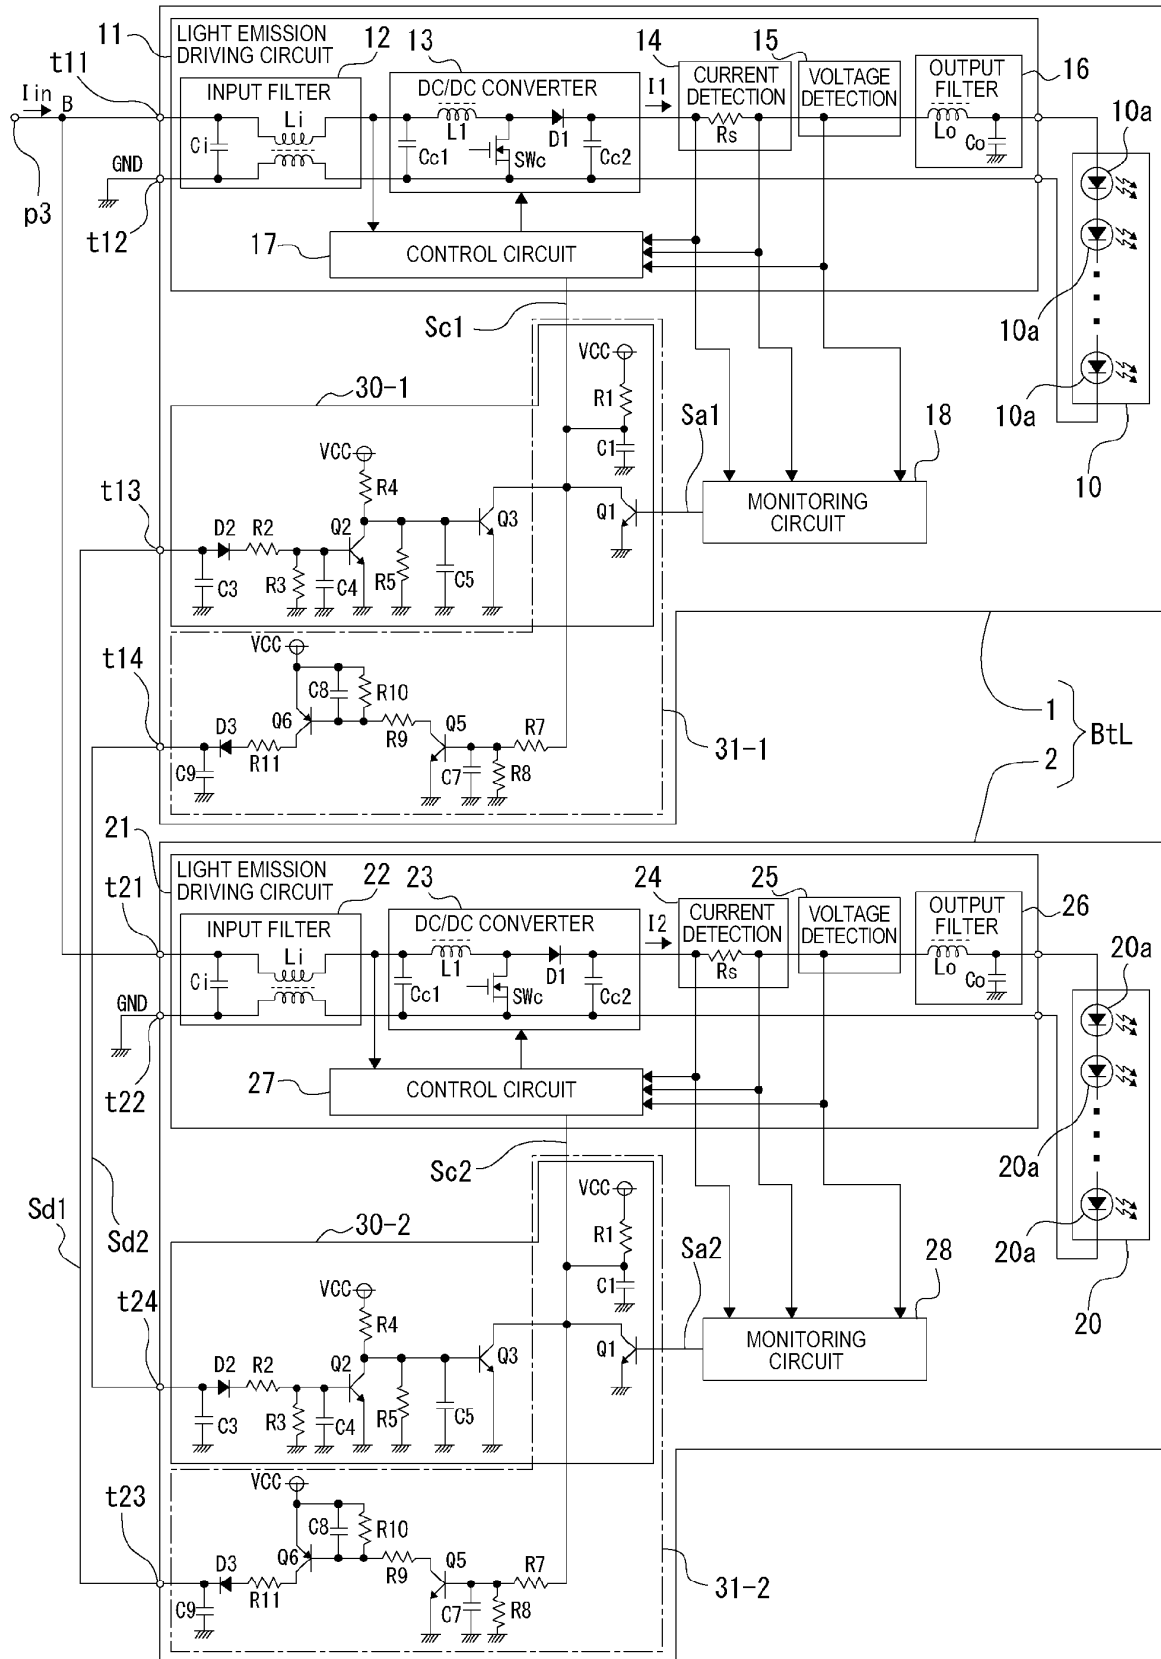 11
LIGHT EMISSION
DRIVING CIRCUIT
12
13
14
15
16
t11
Iin
B
INPUT FILTER
Li
Ci
DC/DC CONVERTER
L1
D1
Cc1
SWc
Cc2
I1
CURRENT
DETECTION
Rs
VOLTAGE
DETECTION
OUTPUT
FILTER
Lo
Co
10a
GND
p3
t12
17
CONTROL CIRCUIT
10a
10a
10
Sc1
30-1
VCC
R1
C1
Sa1
18
MONITORING
CIRCUIT
VCC
R4
Q3
Q1
t13
D2
R2
Q2
C3
R3
C4
R5
C5
t14
VCC
C8
R10
Q6
D3
R11
R9
Q5
R7
C9
C7
R8
31-1
1
2
BtL
21
LIGHT EMISSION
DRIVING CIRCUIT
22
23
24
25
26
t21
INPUT FILTER
Li
Ci
DC/DC CONVERTER
L1
D1
Cc1
SWc
Cc2
I2
CURRENT
DETECTION
Rs
VOLTAGE
DETECTION
OUTPUT
FILTER
Lo
Co
20a
GND
t22
27
CONTROL CIRCUIT
20a
20a
20
Sc2
Sd1
Sd2
30-2
VCC
R1
C1
Sa2
28
MONITORING
CIRCUIT
t24
VCC
R4
Q3
Q1
D2
R2
Q2
C3
R3
C4
R5
C5
t23
VCC
C8
R10
Q6
D3
R11
R9
Q5
R7
C9
C7
R8
31-2